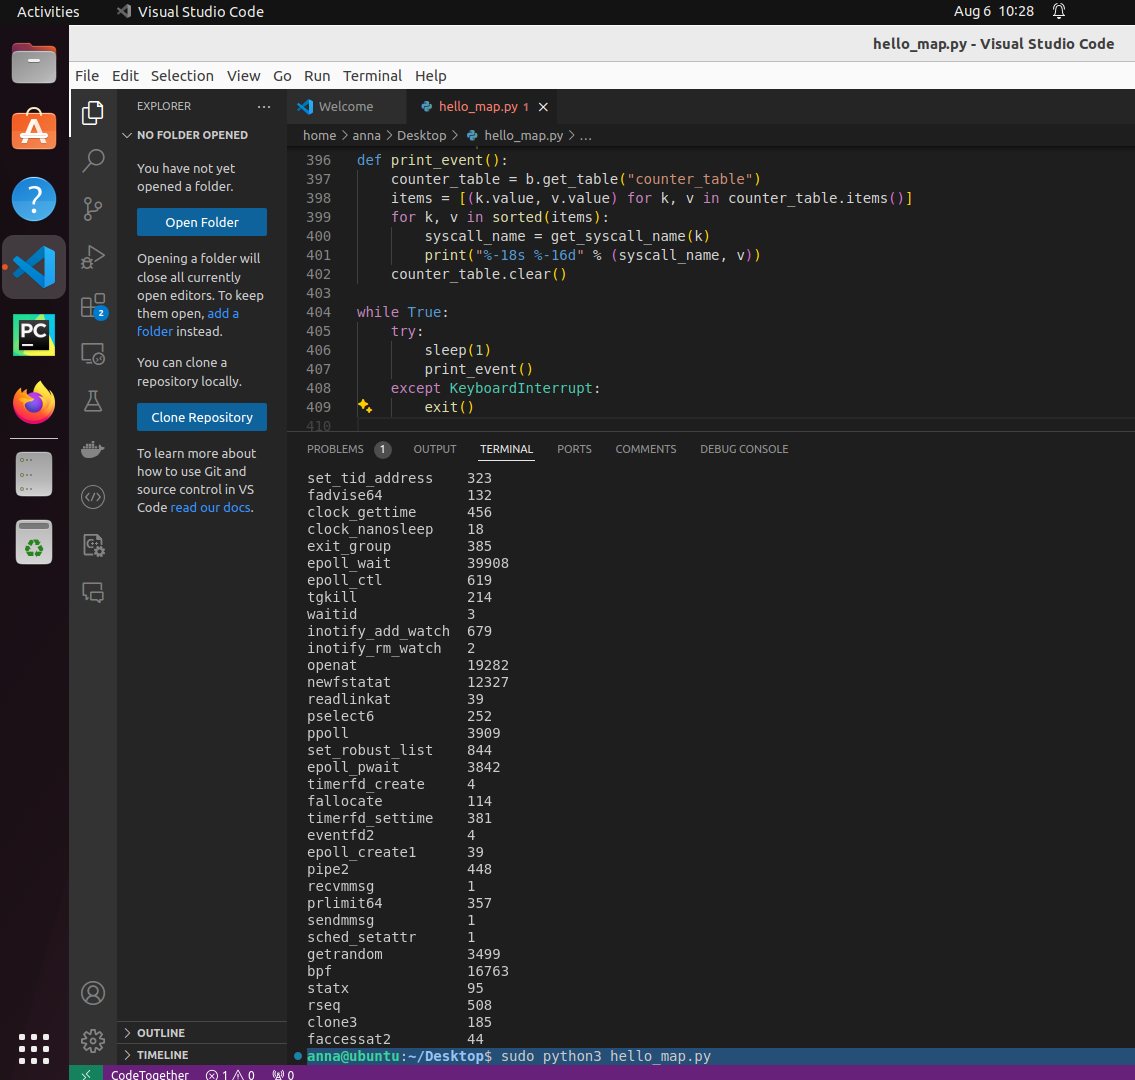 Activities
Visual Studio Code
Aug 6 10:28
hello_map.py - Visual Studio Code
File Edit Selection View Go Run Terminal Help
EXPLORER
NO FOLDER OPENED
You have not yet
opened a folder.
Open Folder
Opening a folder will
close all currently
open editors. To keep
them open, add a
folder instead.
You can clone a
repository locally.
Clone Repository
To learn more about
how to use Git and
source control in VS
Code read our docs.
OUTLINE
TIMELINE
2
PC
Welcome
hello_map.py 1
home > anna > Desktop > hello_map.py > ...
396 def print_event():
397 counter_table = b.get_table("counter_table")
398 items = [(k.value, v.value) for k, v in counter_table.items()]
399 for k, v in sorted(items):
400 syscall_name = get_syscall_name(k)
401 print("%-18s %-16d" % (syscall_name, v))
402 counter_table.clear()
403
404 while True:
405 try:
406 sleep(1)
407 print_event()
408 except KeyboardInterrupt:
409 exit()
410
PROBLEMS 1 OUTPUT TERMINAL PORTS COMMENTS DEBUG CONSOLE
set_tid_address 323
fadvise64 132
clock_gettime 456
clock_nanosleep 18
exit_group 385
epoll_wait 39908
epoll_ctl 619
tgkill 214
waitid 3
inotify_add_watch 679
inotify_rm_watch 2
openat 19282
newfstatat 12327
readlinkat 39
pselect6 252
ppoll 3909
set_robust_list 844
epoll_pwait 3842
timerfd_create 4
fallocate 114
timerfd_settime 381
eventfd2 4
epoll_create1 39
pipe2 448
recvmmsg 1
prlimit64 357
sendmmsg 1
sched_setattr 1
getrandom 3499
bpf 16763
statx 95
rseq 508
clone3 185
faccessat2 44
anna@ubuntu:~/Desktop$ sudo python3 hello_map.py
CodeTogether 1 0 0